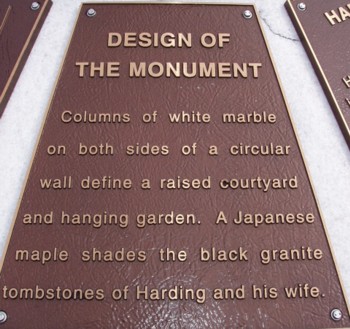 DESIGN OF
THE MONUMENT
Columns of white marble
on both sides of a circular
wall define a raised courtyard
and hanging garden. A Japanese
maple shades the black granite
tombstones of Harding and his wife.